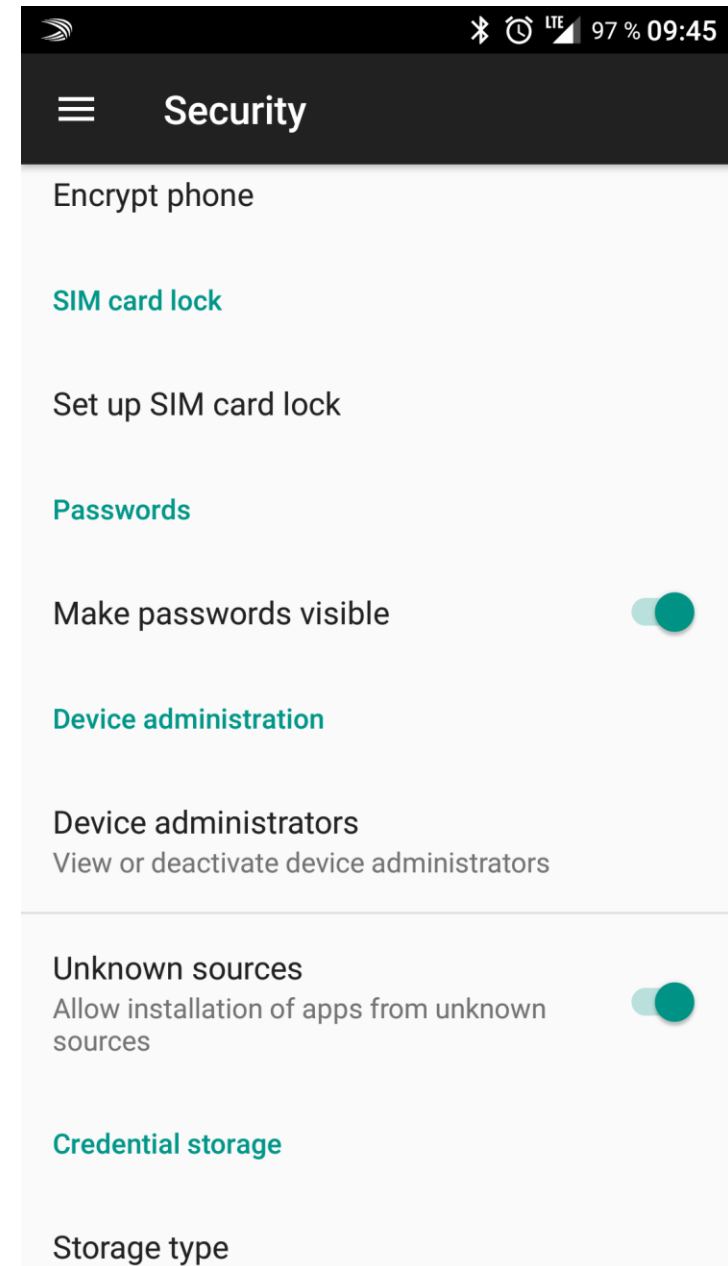 LTE 97 % 09:45
Security
Encrypt phone
SIM card lock
Set up SIM card lock
Passwords
Make passwords visible
Device administration
Device administrators
View or deactivate device administrators
Unknown sources
Allow installation of apps from unknown
sources
Credential storage
Storage type